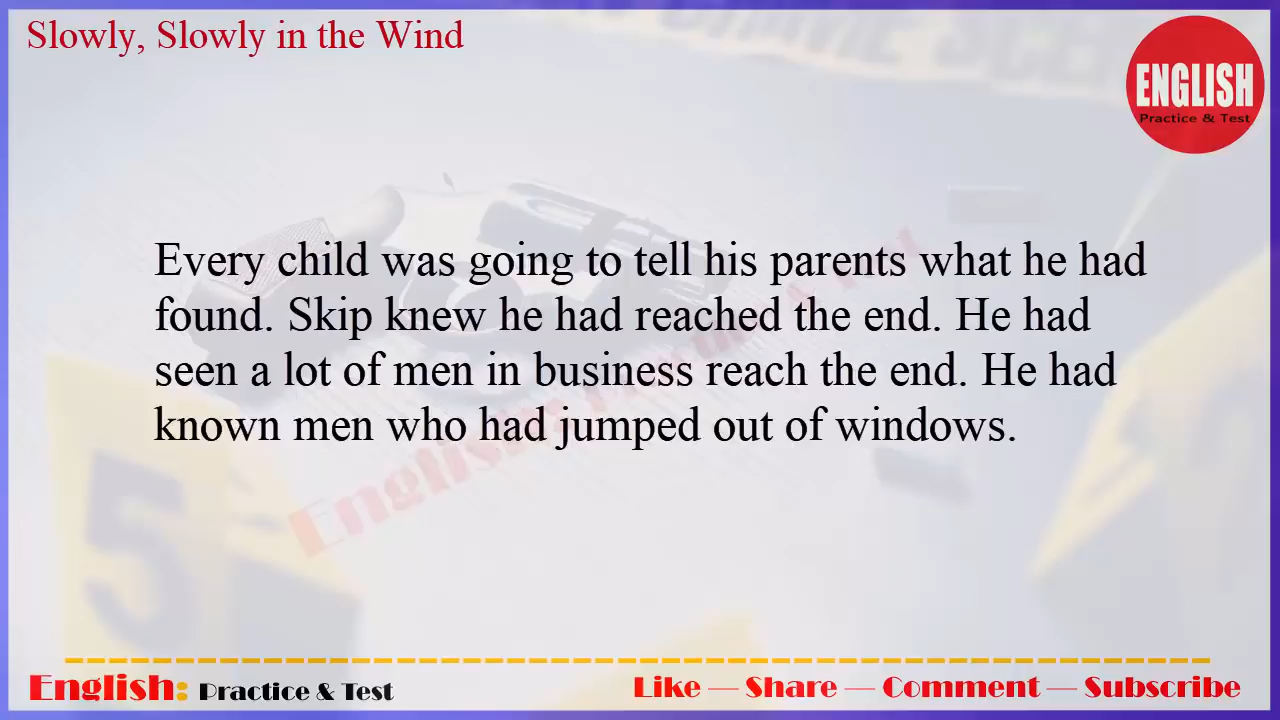 Slowly, Slowly in the Wind
ENGLISH
Practice & Test
Every child was going to tell his parents what he had
found. Skip knew he had reached the end. He had
seen a lot of men in business reach the end. He had
known men who had jumped out of windows.
5
English: Practice & Test
Like — Share — Comment — Subscribe